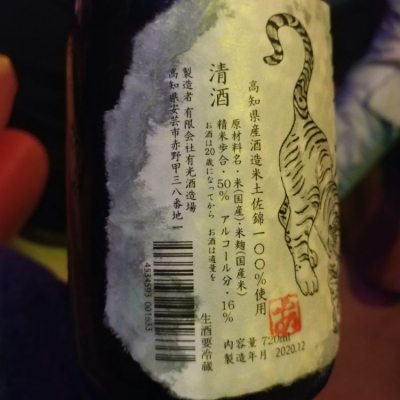 高知県産酒造米土佐錦一〇〇%使用
清酒
原材料名・米(国産)・米麹(国産米)
精米歩合・50% アルコール分・16%
お酒は20歳になってから お酒は適量を
製造者 有限会社有光酒造場
高知県安芸市赤野甲三八番地一
生酒要冷蔵
内容量 720ml
製造年月 2020.12
4534593 001633